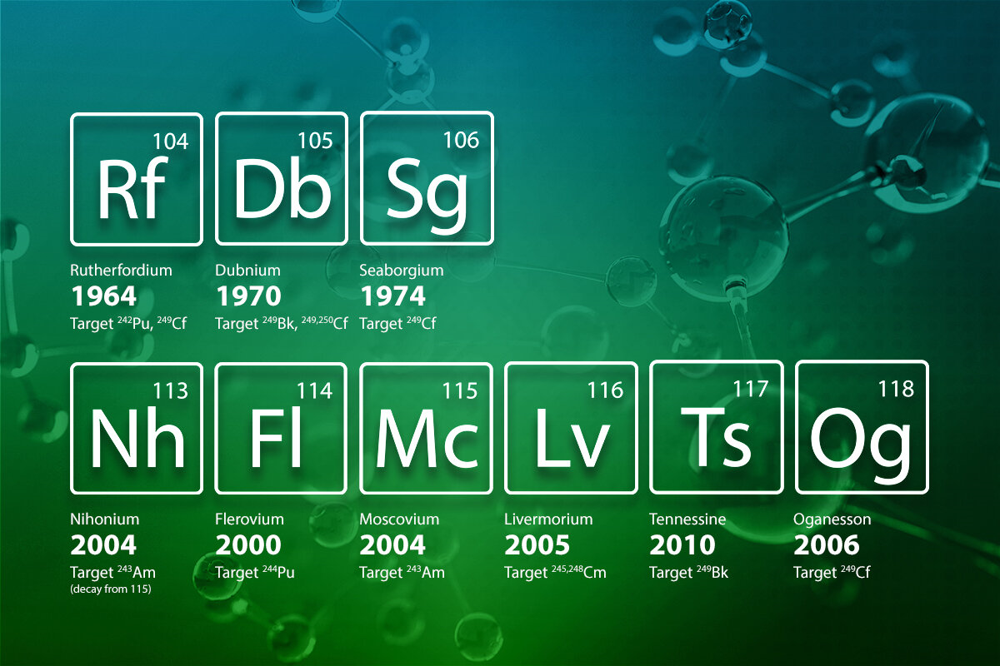 104 105 106
Rf Db Sg
Rutherfordium Dubnium Seaborgium
1964 1970 1974
Target ²⁴²Pu, ²⁴⁹Cf Target ²⁴⁹Bk, ²⁴⁹,²⁵⁰Cf Target ²⁴⁹Cf
113 114 115 116 117 118
Nh Fl Mc Lv Ts Og
Nihonium Flerovium Moscovium Livermorium Tennessine Oganesson
2004 2000 2004 2005 2010 2006
Target ²⁴³Am Target ²⁴⁴Pu Target ²⁴³Am Target ²⁴⁵,²⁴⁸Cm Target ²⁴⁹Bk Target ²⁴⁹Cf
(decay from 115)